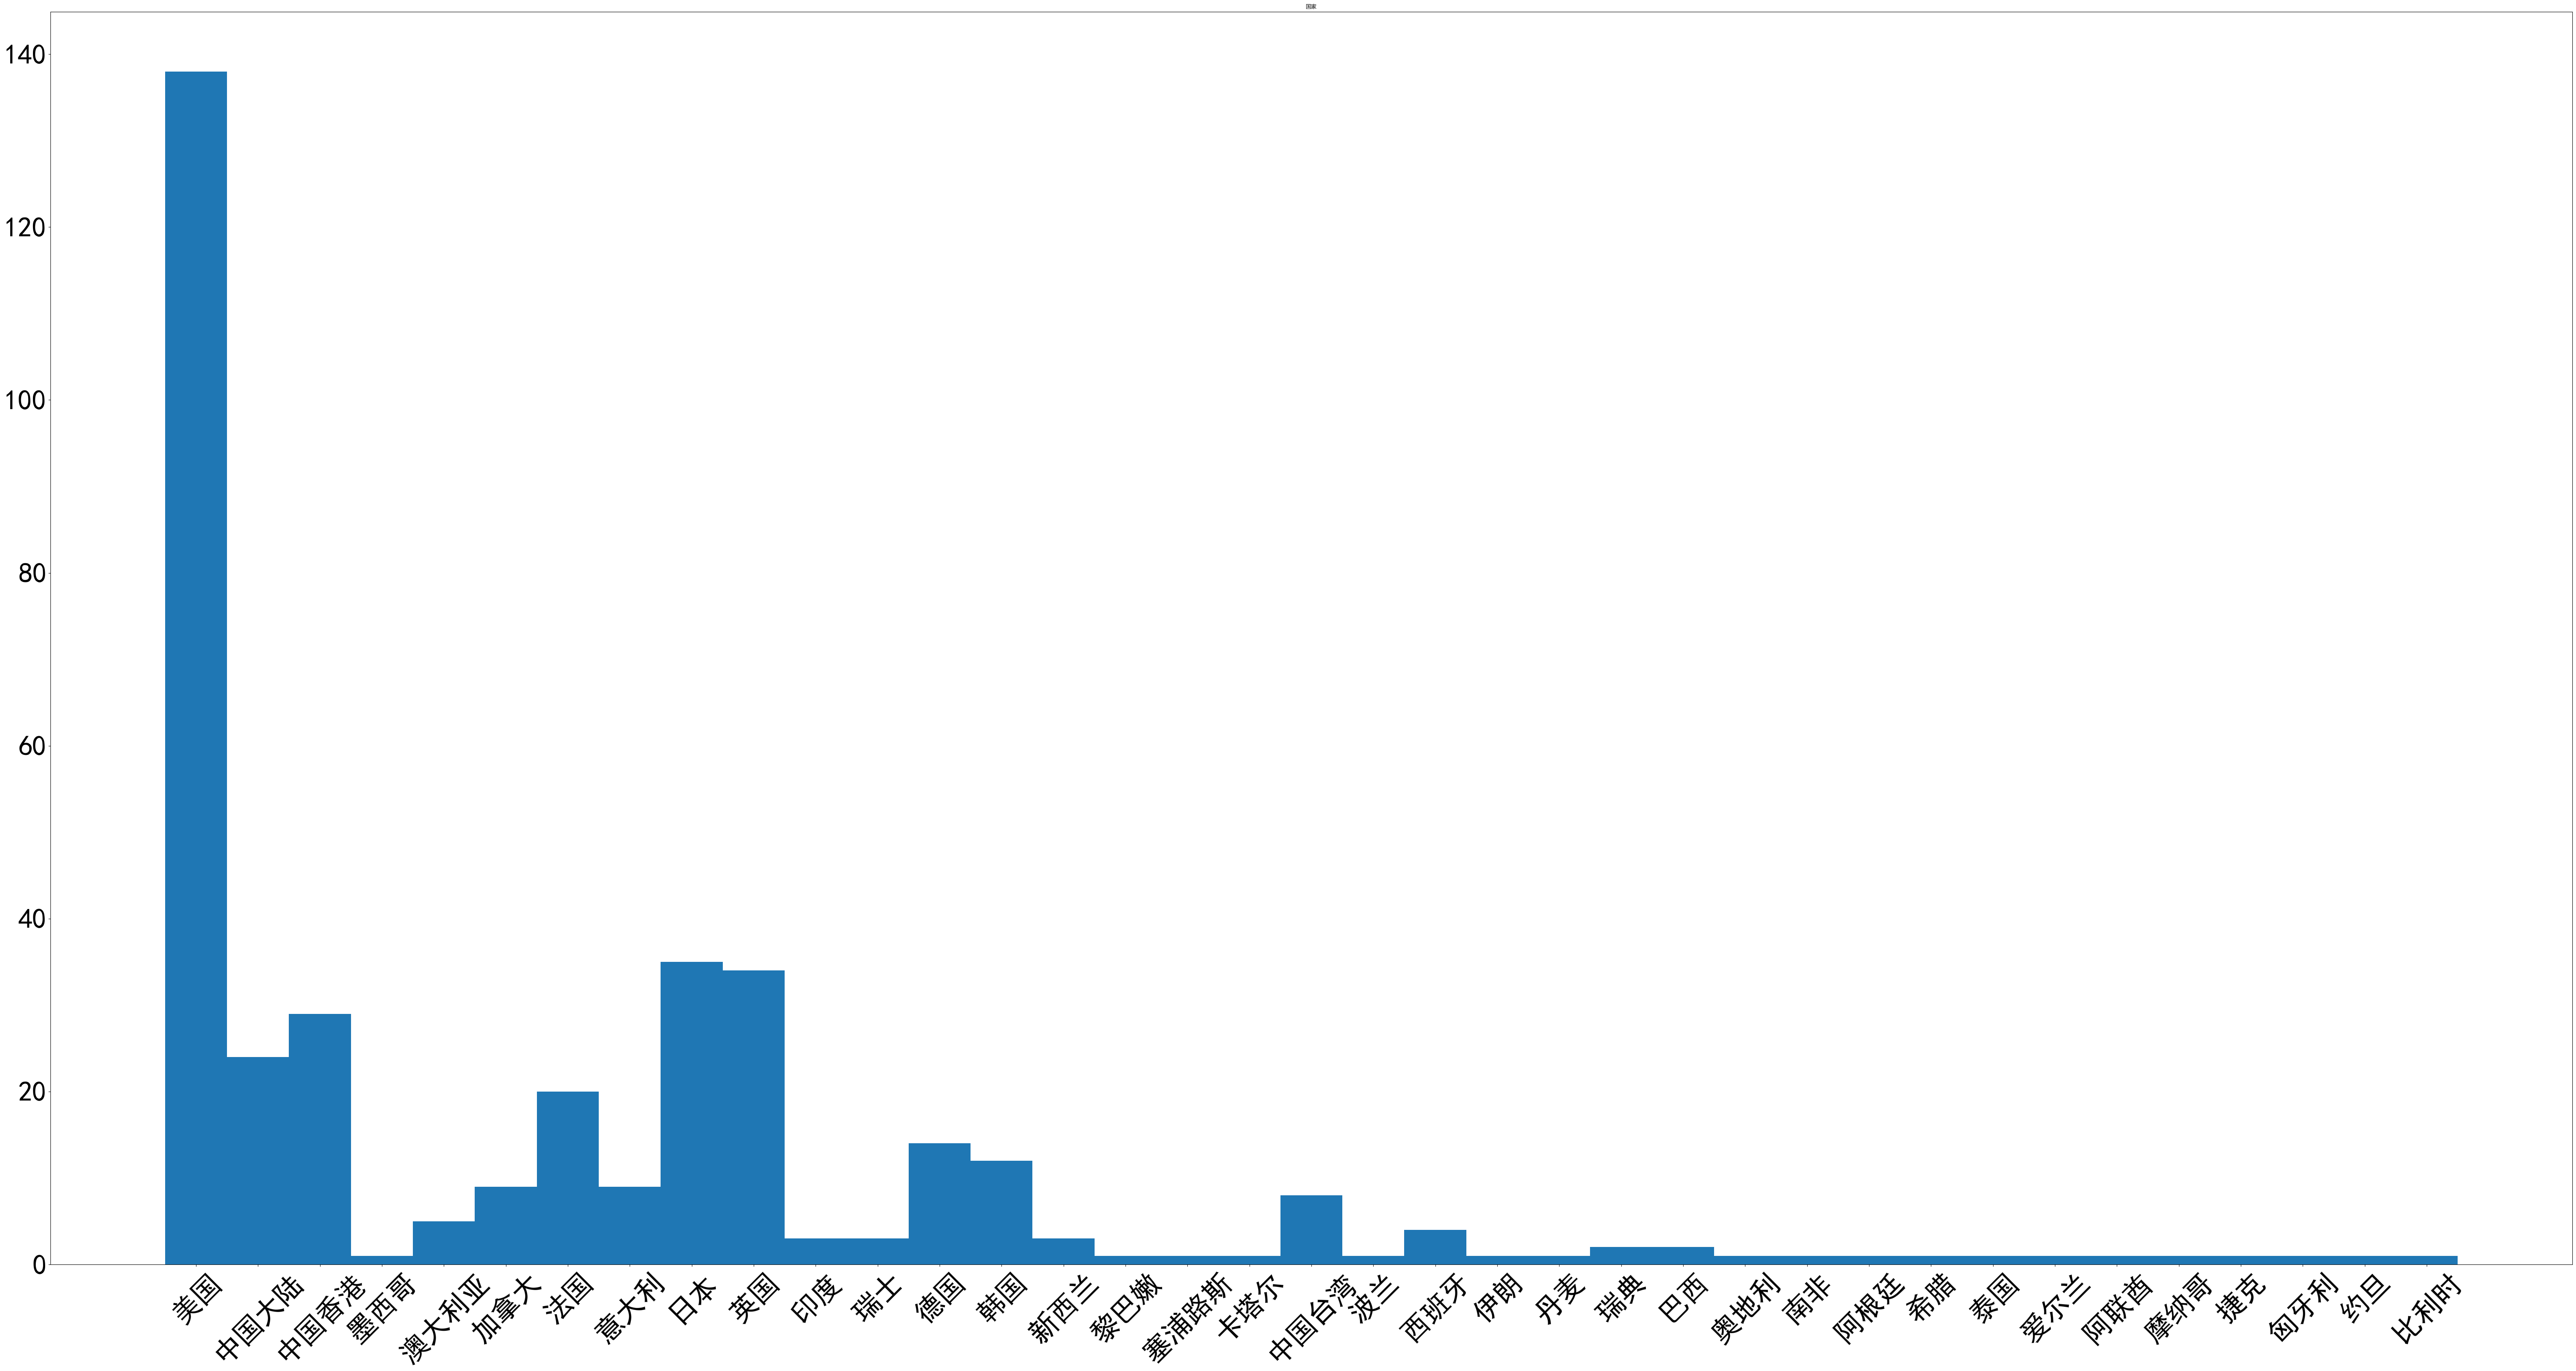 国家
140
120
100
80
60
40
20
0
美国
中国大陆
中国香港
墨西哥
澳大利亚
加拿大
法国
意大利
日本
英国
印度
瑞士
德国
韩国
新西兰
黎巴嫩
塞浦路斯
卡塔尔
中国台湾
波兰
西班牙
伊朗
丹麦
瑞典
巴西
奥地利
南非
阿根廷
希腊
泰国
爱尔兰
阿联酋
摩纳哥
捷克
匈牙利
约旦
比利时